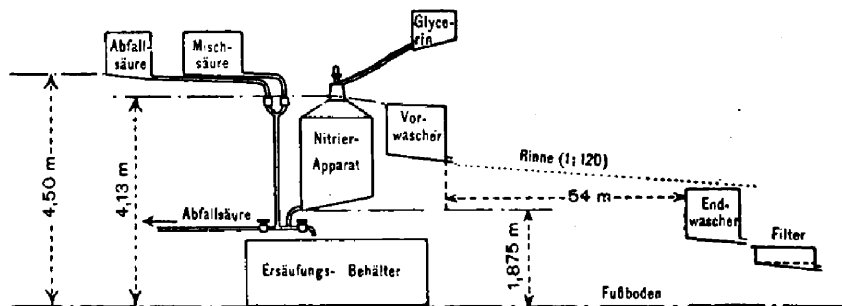 Glyce-
rin
Abfall
säure
Misch-
säure
Vor-
wascher
Nitrier-
Apparat
Rinne (1:120)
4,50 m
4,13 m
54 m
End-
wascher
Abfallsäure
Filter
1,875 m
Ersäufungs- Behälter
Fußboden